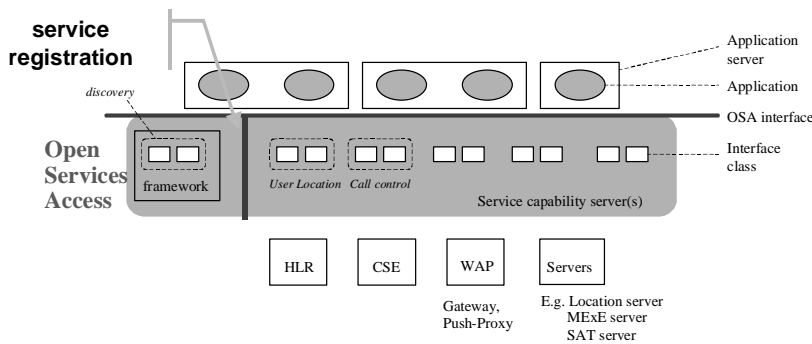 service
registration
discovery
Application
server
Application
OSA interface
Interface
class
Open
Services
Access
framework
User Location
Call control
Service capability server(s)
HLR
CSE
WAP
Servers
Gateway,
Push-Proxy
E.g. Location server
MExE server
SAT server